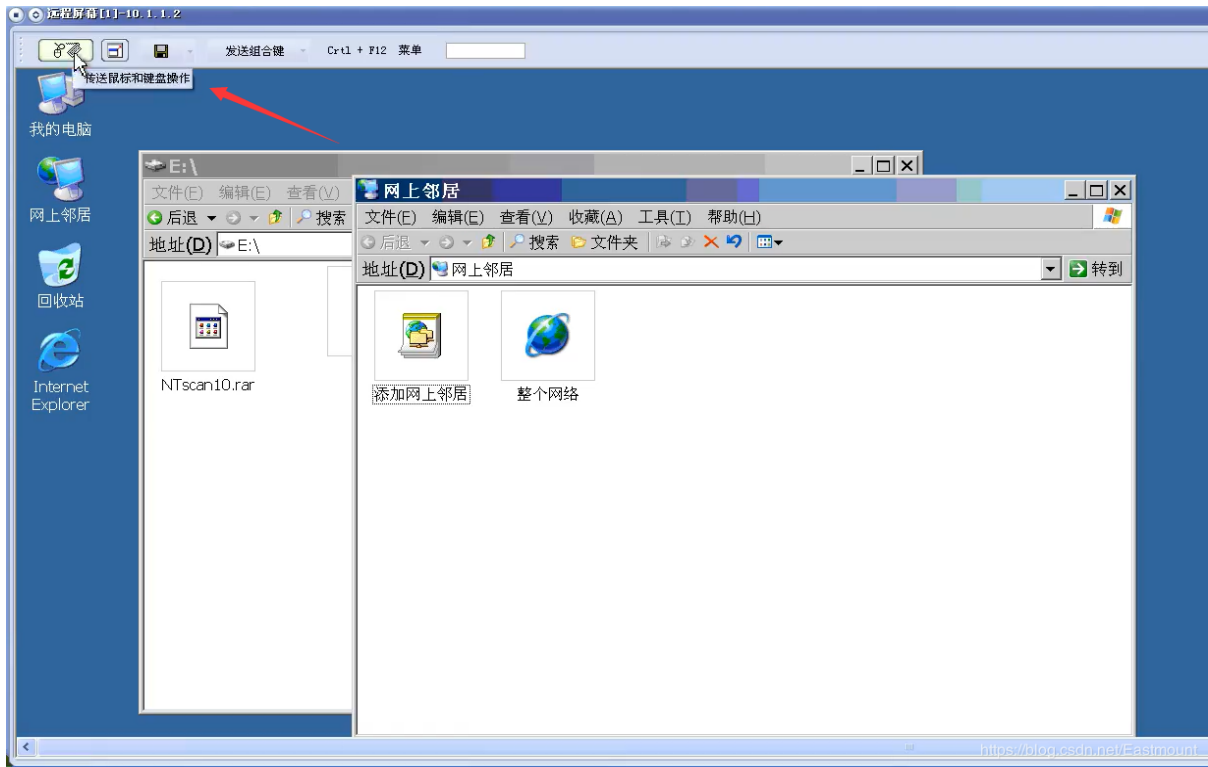 远程屏幕[1]-10.1.1.2
发送组合键 Crtl + F12 菜单
传送鼠标和键盘操作
我的电脑
网上邻居
回收站
Internet
Explorer
E:\
文件(E) 编辑(E) 查看(V)
后退 搜索
地址(D) E:\
NTscan10.rar
网上邻居
文件(F) 编辑(E) 查看(V) 收藏(A) 工具(T) 帮助(H)
后退 搜索 文件夹
地址(D) 网上邻居 转到
添加网上邻居 整个网络
https://blog.csdn.net/Eastmount